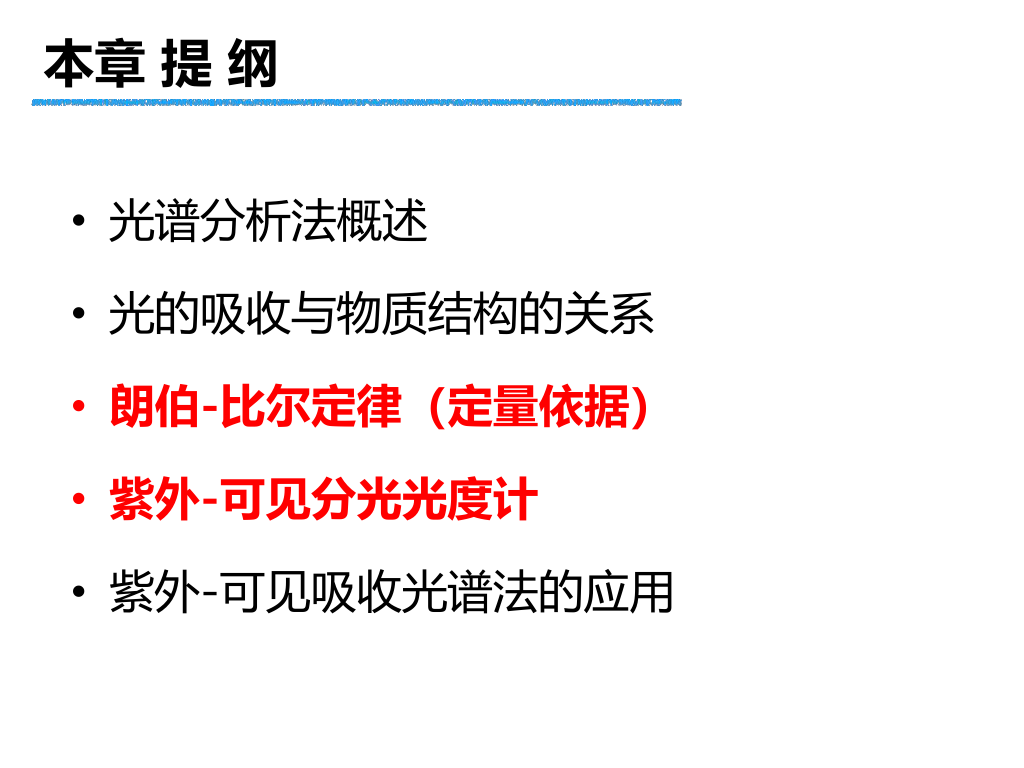 本章 提 纲
• 光谱分析法概述
• 光的吸收与物质结构的关系
• 朗伯-比尔定律（定量依据）
• 紫外-可见分光光度计
• 紫外-可见吸收光谱法的应用